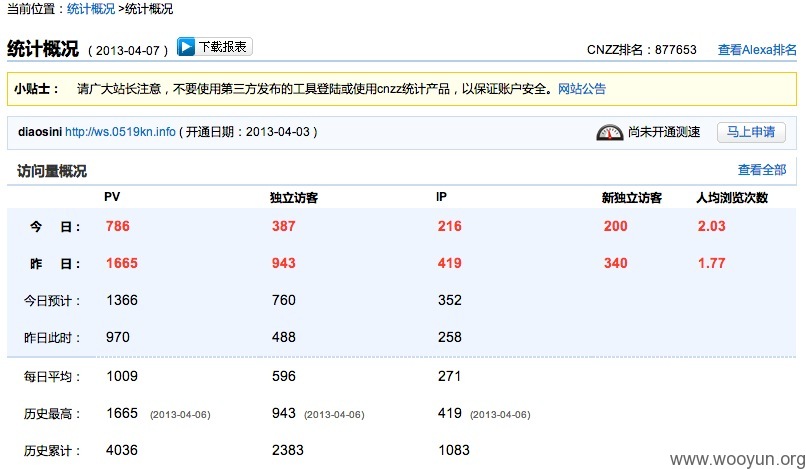 当前位置：统计概况 >统计概况
统计概况 ( 2013-04-07 ) 下载报表 CNZZ排名：877653 查看Alexa排名
小贴士： 请广大站长注意，不要使用第三方发布的工具登陆或使用cnzz统计产品，以保证账户安全。网站公告
diaosini http://ws.0519kn.info ( 开通日期：2013-04-03 ) 尚未开通测速 马上申请
访问量概况 查看全部
PV 独立访客 IP 新独立访客 人均浏览次数
今 日： 786 387 216 200 2.03
昨 日： 1665 943 419 340 1.77
今日预计： 1366 760 352
昨日此时： 970 488 258
每日平均： 1009 596 271
历史最高： 1665 (2013-04-06) 943 (2013-04-06) 419 (2013-04-06)
历史累计： 4036 2383 1083
www.wooyun.org